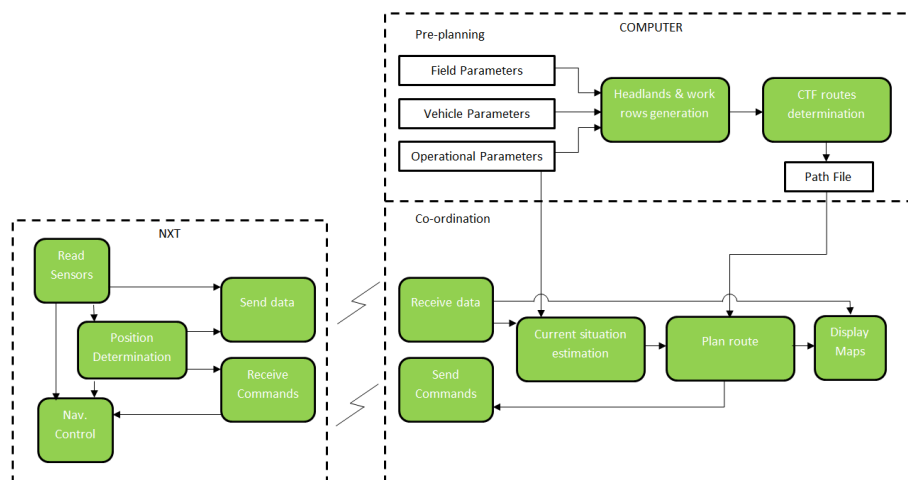 Pre-planning
COMPUTER
Field Parameters
Vehicle Parameters
Operational Parameters
Headlands & work
rows generation
CTF routes
determination
Path File
Co-ordination
NXT
Read
Sensors
Send data
Position
Determination
Receive
Commands
Nav.
Control
Receive data
Current situation
estimation
Plan route
Display
Maps
Send
Commands